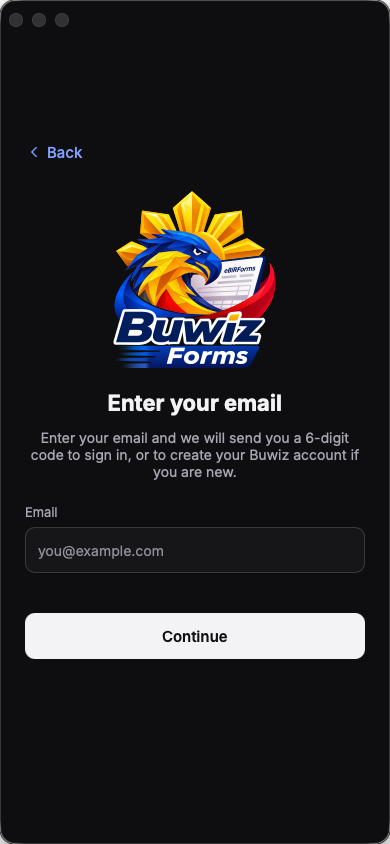 Back
eBIRForms
Buwiz
Forms
Enter your email
Enter your email and we will send you a 6-digit
code to sign in, or to create your Buwiz account if
you are new.
Email
you@example.com
Continue